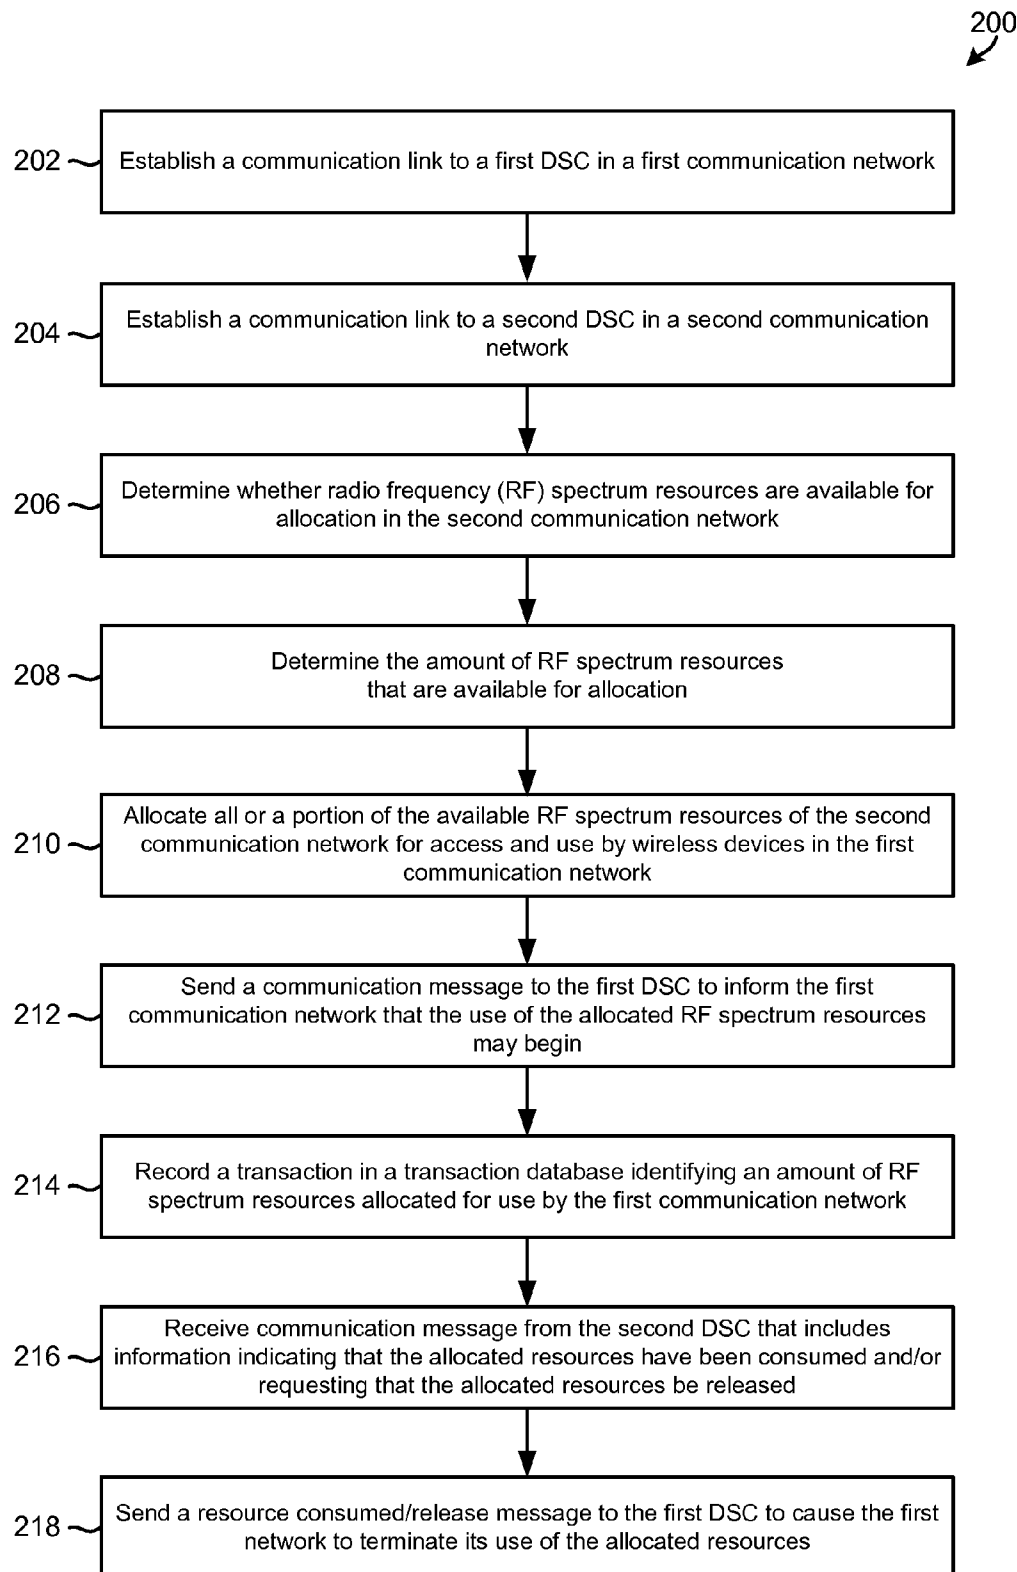 200
202
Establish a communication link to a first DSC in a first communication network
204
Establish a communication link to a second DSC in a second communication
network
206
Determine whether radio frequency (RF) spectrum resources are available for
allocation in the second communication network
208
Determine the amount of RF spectrum resources
that are available for allocation
210
Allocate all or a portion of the available RF spectrum resources of the second
communication network for access and use by wireless devices in the first
communication network
212
Send a communication message to the first DSC to inform the first
communication network that the use of the allocated RF spectrum resources
may begin
214
Record a transaction in a transaction database identifying an amount of RF
spectrum resources allocated for use by the first communication network
216
Receive communication message from the second DSC that includes
information indicating that the allocated resources have been consumed and/or
requesting that the allocated resources be released
218
Send a resource consumed/release message to the first DSC to cause the first
network to terminate its use of the allocated resources